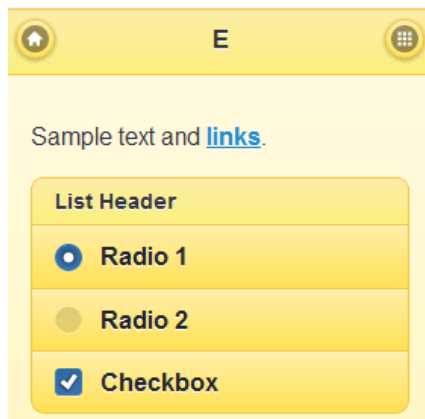 E
Sample text and links.
List Header
Radio 1
Radio 2
Checkbox